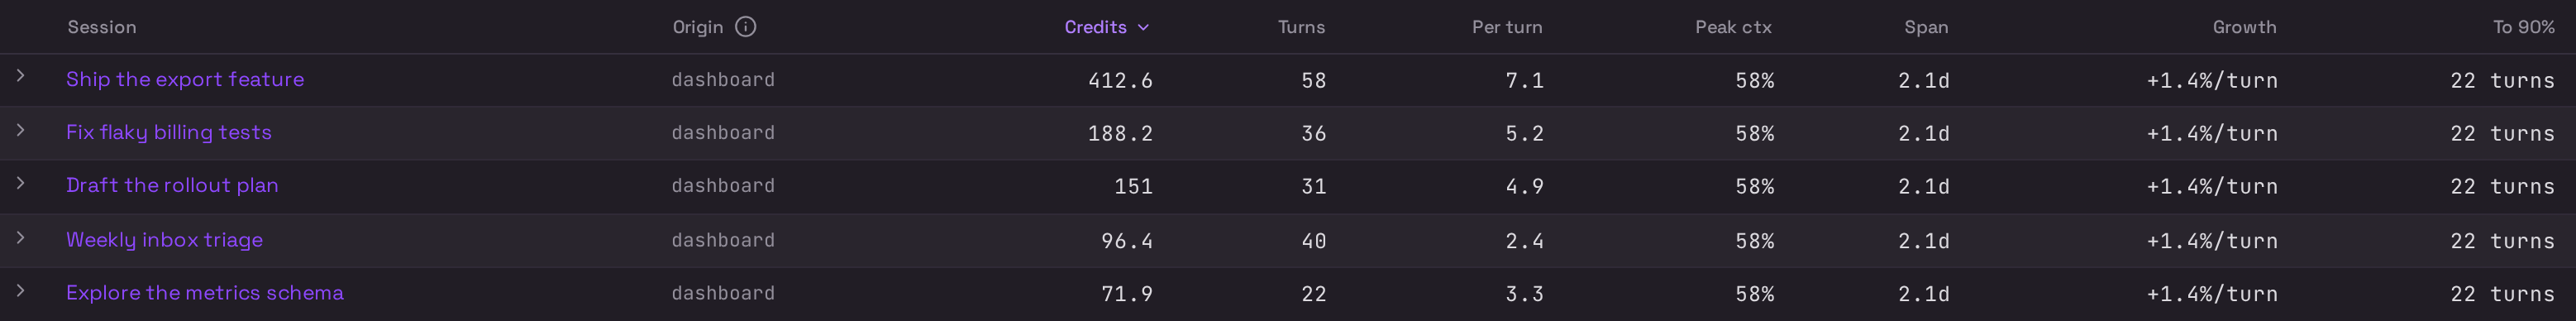 Session Origin Credits Turns Per turn Peak ctx Span Growth To 90%
Ship the export feature dashboard 412.6 58 7.1 58% 2.1d +1.4%/turn 22 turns
Fix flaky billing tests dashboard 188.2 36 5.2 58% 2.1d +1.4%/turn 22 turns
Draft the rollout plan dashboard 151 31 4.9 58% 2.1d +1.4%/turn 22 turns
Weekly inbox triage dashboard 96.4 40 2.4 58% 2.1d +1.4%/turn 22 turns
Explore the metrics schema dashboard 71.9 22 3.3 58% 2.1d +1.4%/turn 22 turns